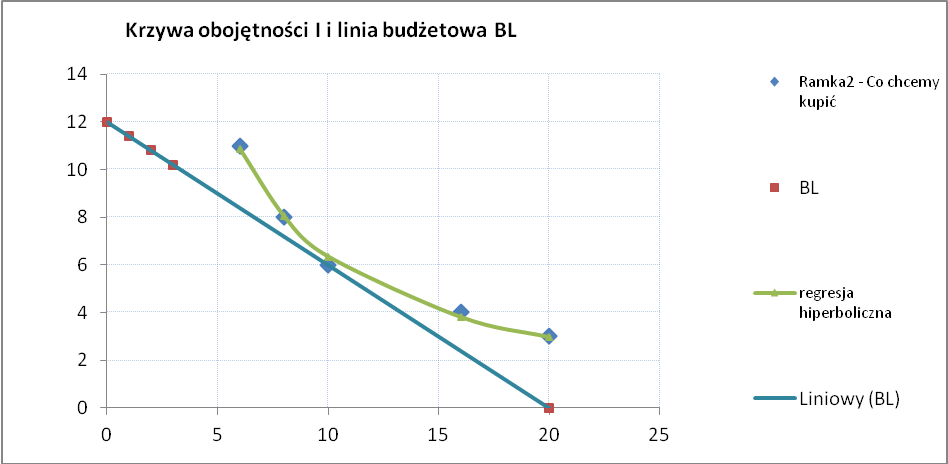 Krzywa obojętności I i linia budżetowa BL
14
12
10
8
6
4
2
0
0 5 10 15 20 25
Ramka2 - Co chcemy
kupić
BL
regresja
hiperboliczna
Liniowy (BL)